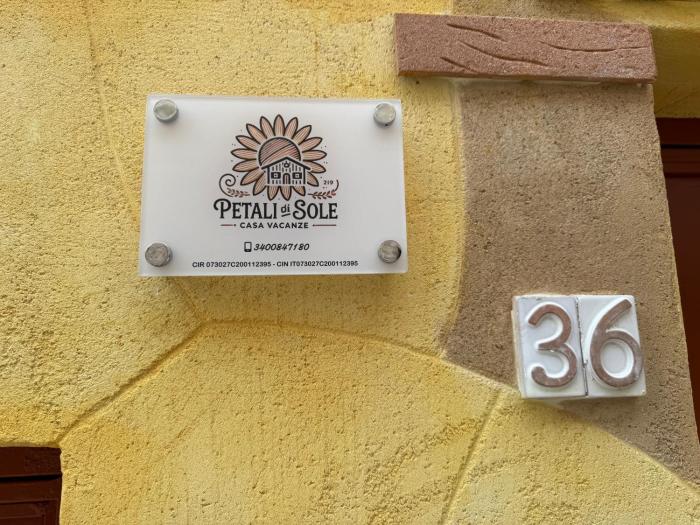 219
PETALI di SOLE
CASA VACANZE
3400847180
CIR 073027C200112395 - CIN IT073027C200112395
36